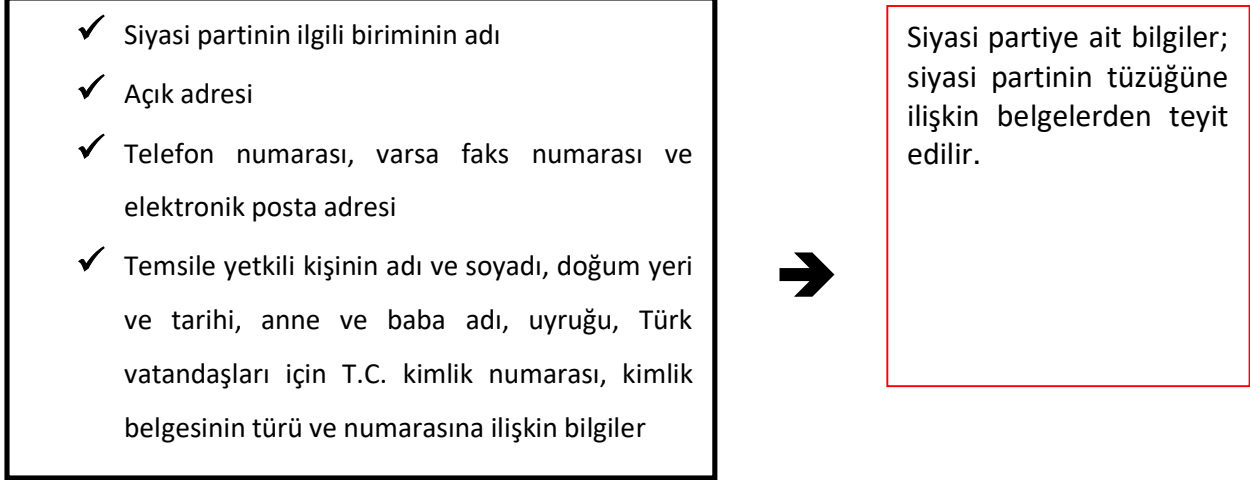 ✓ Siyasi partinin ilgili biriminin adı
✓ Açık adresi
✓ Telefon numarası, varsa faks numarası ve
elektronik posta adresi
✓ Temsile yetkili kişinin adı ve soyadı, doğum yeri
ve tarihi, anne ve baba adı, uyruğu, Türk
vatandaşları için T.C. kimlik numarası, kimlik
belgesinin türü ve numarasına ilişkin bilgiler
Siyasi partiye ait bilgiler;
siyasi partinin tüzüğüne
ilişkin belgelerden teyit
edilir.